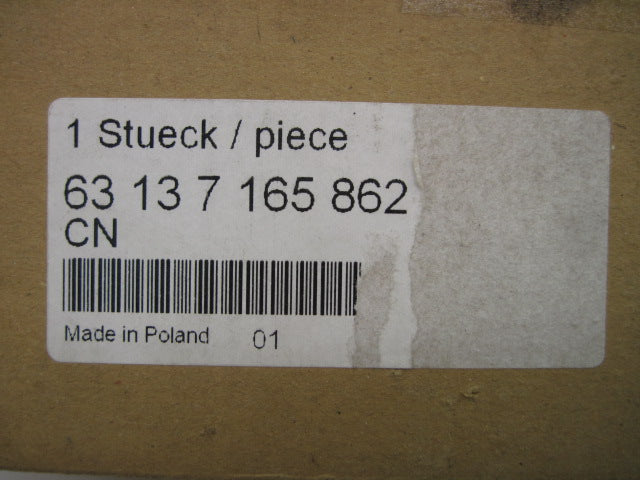 1 Stueck / piece
63 13 7 165 862
CN
Made in Poland 01